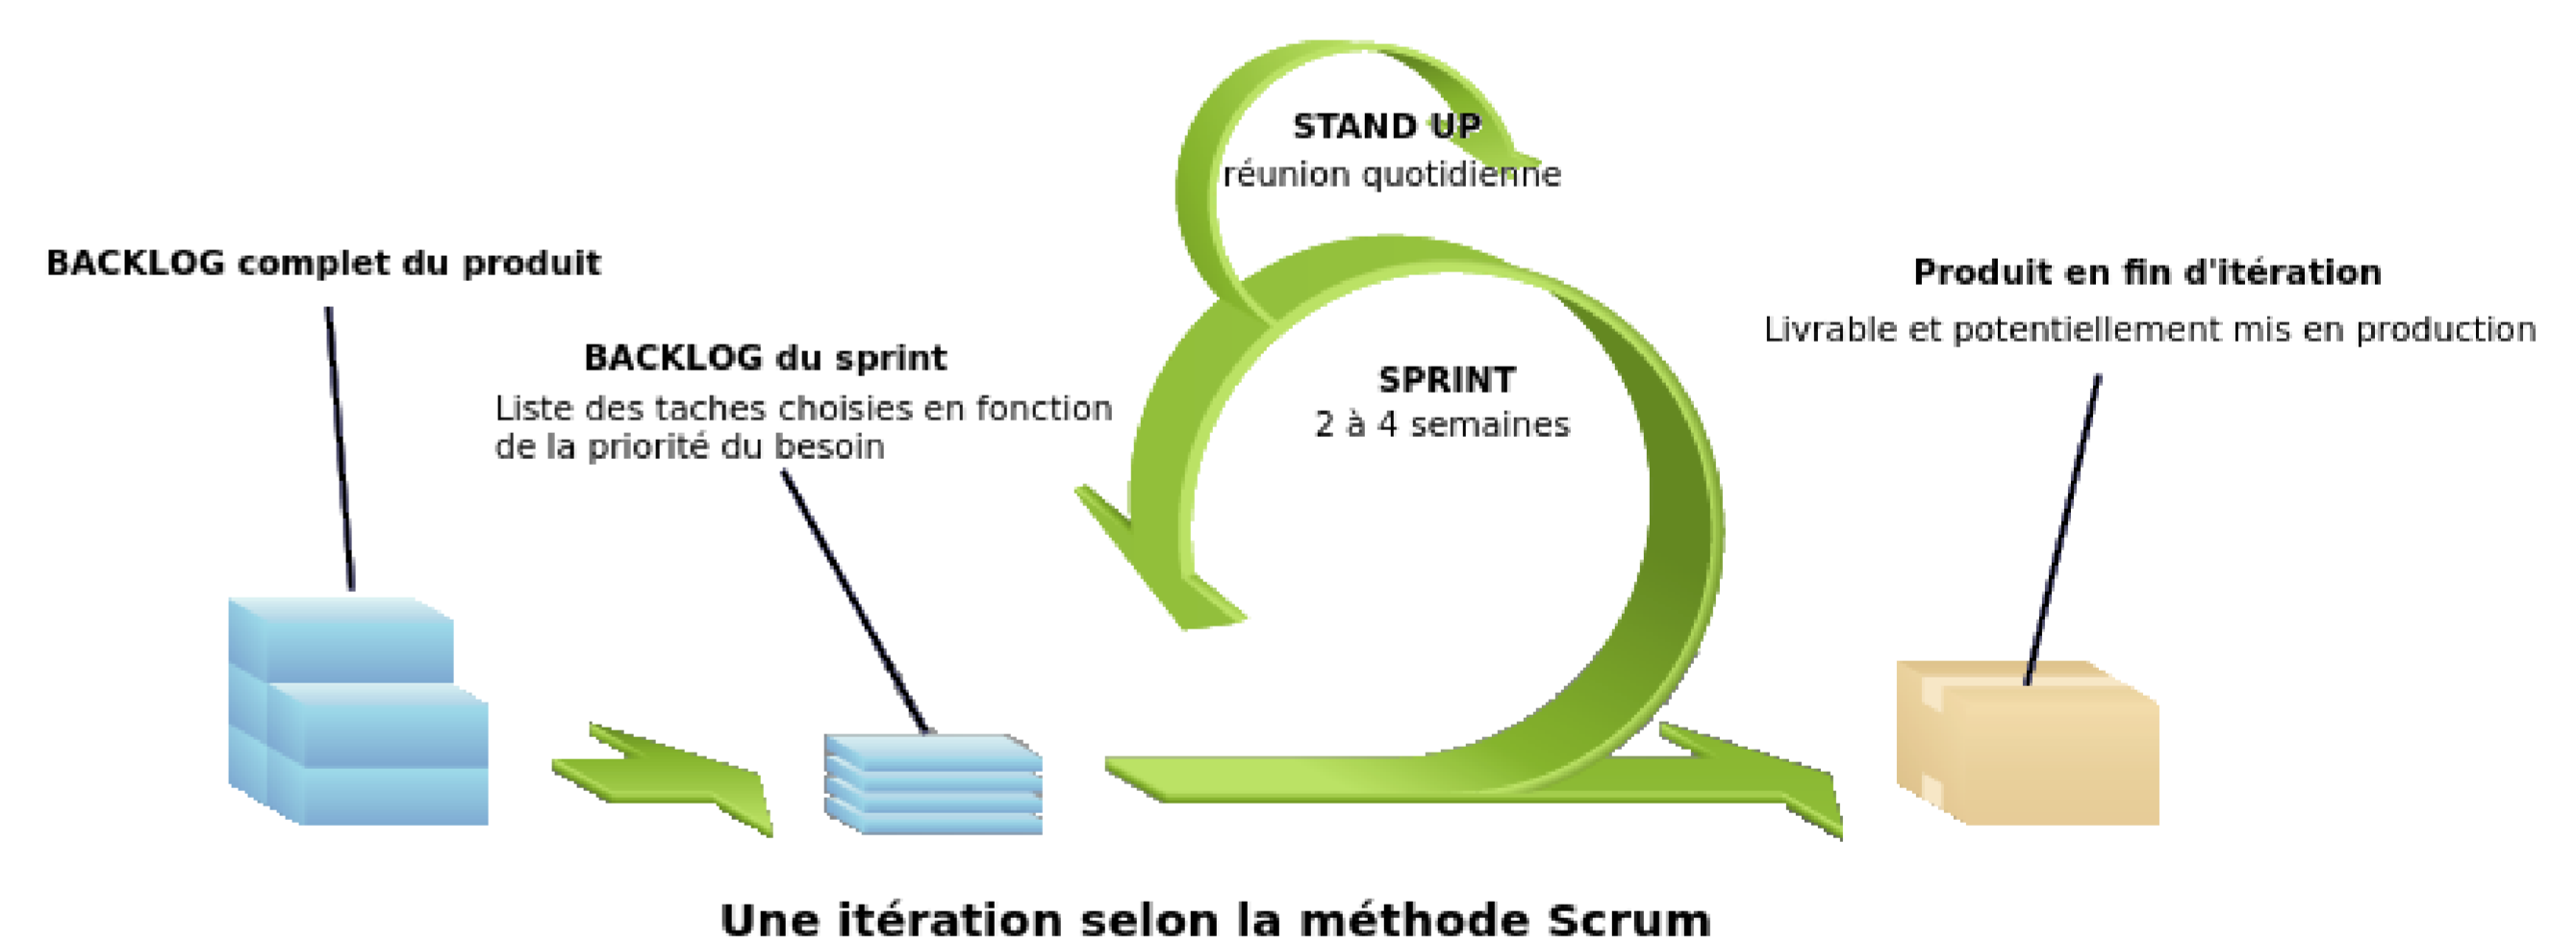 STAND UP
réunion quotidienne
BACKLOG complet du produit
BACKLOG du sprint
Liste des taches choisies en fonction
de la priorité du besoin
SPRINT
2 à 4 semaines
Produit en fin d'itération
Livrable et potentiellement mis en production
Une itération selon la méthode Scrum